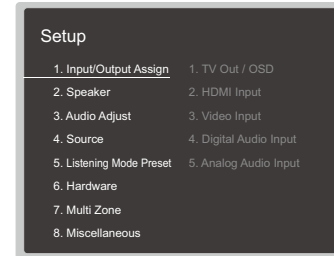 Setup
1. Input/Output Assign
2. Speaker
3. Audio Adjust
4. Source
5. Listening Mode Preset
6. Hardware
7. Multi Zone
8. Miscellaneous
1. TV Out / OSD
2. HDMI Input
3. Video Input
4. Digital Audio Input
5. Analog Audio Input